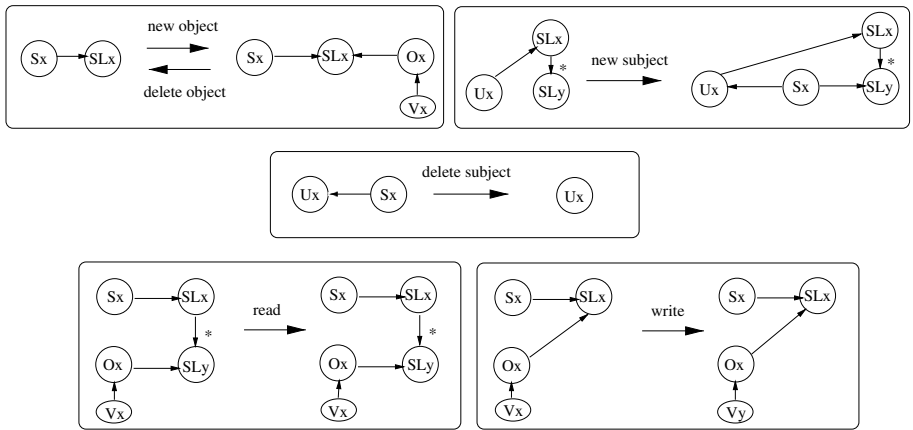 new object
Sx SLx Sx SLx Ox
delete object
Vx
SLx SLx
* new subject *
Ux SLy Ux Sx SLy
delete subject
Ux Sx Ux
Sx SLx Sx SLx
read
* *
Ox SLy Ox SLy
Vx Vx
Sx SLx Sx SLx
write
Ox Ox
Vx Vy